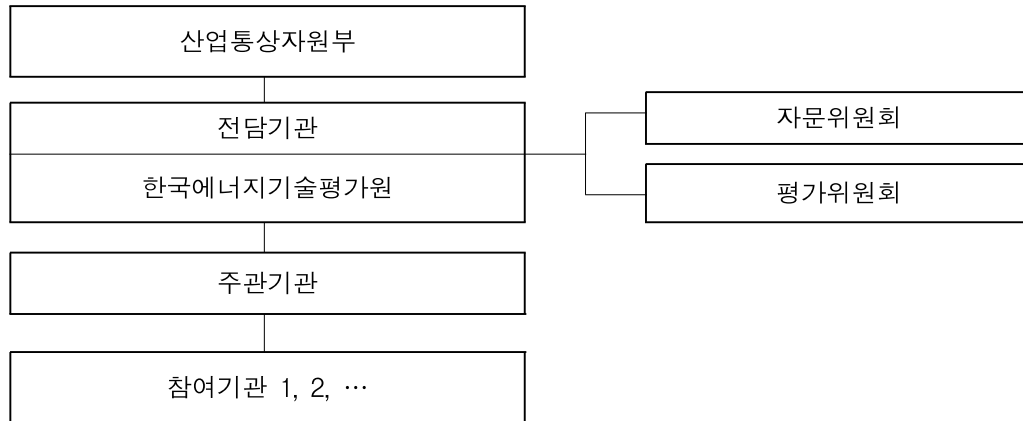 산업통상자원부
전담기관
한국에너지기술평가원
자문위원회
평가위원회
주관기관
참여기관 1, 2, …